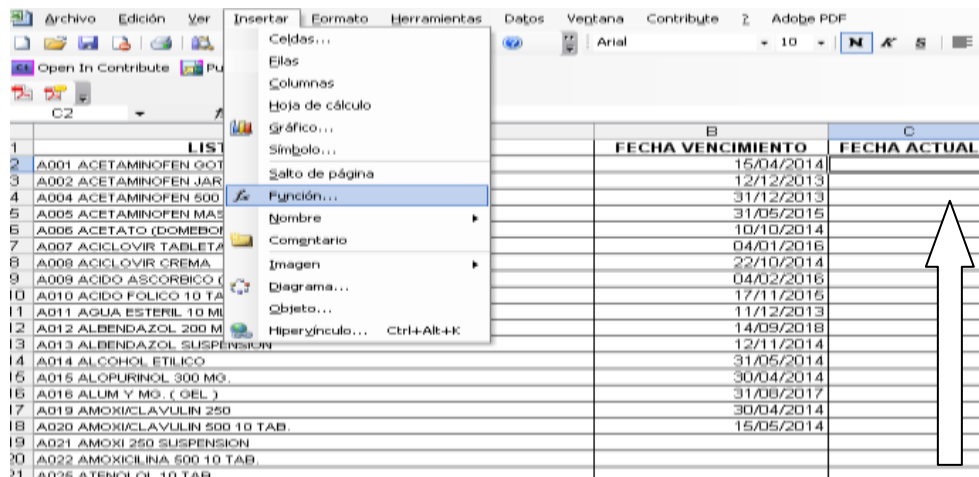 Archivo Edición Ver Insertar Formato Herramientas Datos Ventana Contribute ? Adobe PDF
Arial 10 N K S
Open In Contribute Pu
C2
Celdas...
Filas
Columnas
Hoja de cálculo
Gráfico...
Símbolo...
Salto de página
Función...
Nombre
Comentario
Imagen
Diagrama...
Objeto...
Hipervínculo... Ctrl+Alt+K
B C
1 LIST FECHA VENCIMIENTO FECHA ACTUAL
2 A001 ACETAMINOFEN GOT 15/04/2014
3 A002 ACETAMINOFEN JAR 12/12/2013
4 A004 ACETAMINOFEN 500 31/12/2013
5 A005 ACETAMINOFEN MAS 31/05/2015
6 A006 ACETATO (DOMEBO 10/10/2014
7 A007 ACICLOVIR TABLETA 04/01/2016
8 A008 ACICLOVIR CREMA 22/10/2014
9 A009 ACIDO ASCORBICO ( 04/02/2016
10 A010 ACIDO FOLICO 10 TA 17/11/2015
11 A011 AGUA ESTERIL 10 ML 11/12/2013
12 A012 ALBENDAZOL 200 M 14/09/2018
13 A013 ALBENDAZOL SUSPENSION 12/11/2014
14 A014 ALCOHOL ETILICO 31/05/2014
15 A015 ALOPURINOL 300 MG. 30/04/2014
16 A016 ALUM Y MG. ( GEL ) 31/08/2017
17 A019 AMOXI/CLAVULIN 250 30/04/2014
18 A020 AMOXI/CLAVULIN 500 10 TAB. 15/05/2014
19 A021 AMOXI 250 SUSPENSION
20 A022 AMOXICILINA 500 10 TAB.
21 A025 ATENOLOL 10 TAB